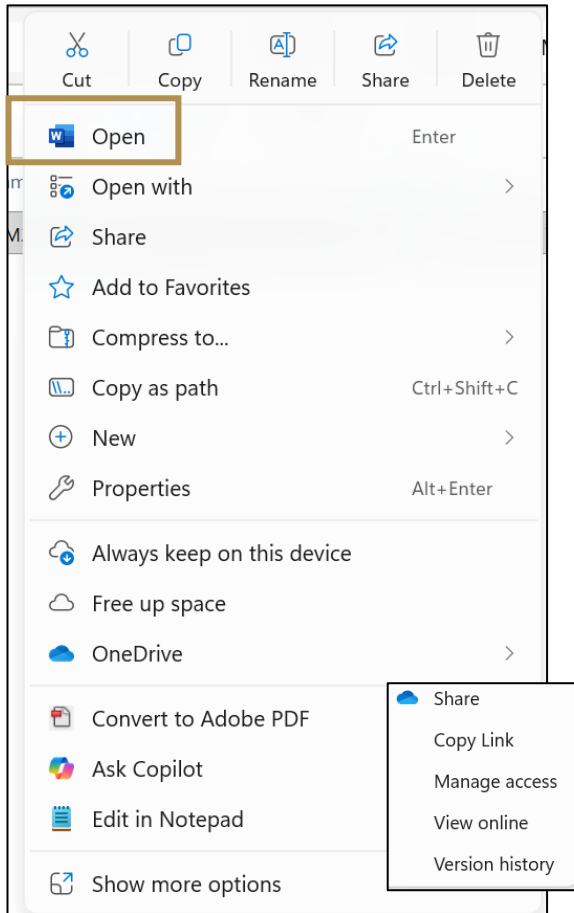 Cut Copy Rename Share Delete
Open Enter
Open with
Share
Add to Favorites
Compress to...
Copy as path Ctrl+Shift+C
New
Properties Alt+Enter
Always keep on this device
Free up space
OneDrive
Convert to Adobe PDF
Ask Copilot
Edit in Notepad
Show more options
Share
Copy Link
Manage access
View online
Version history